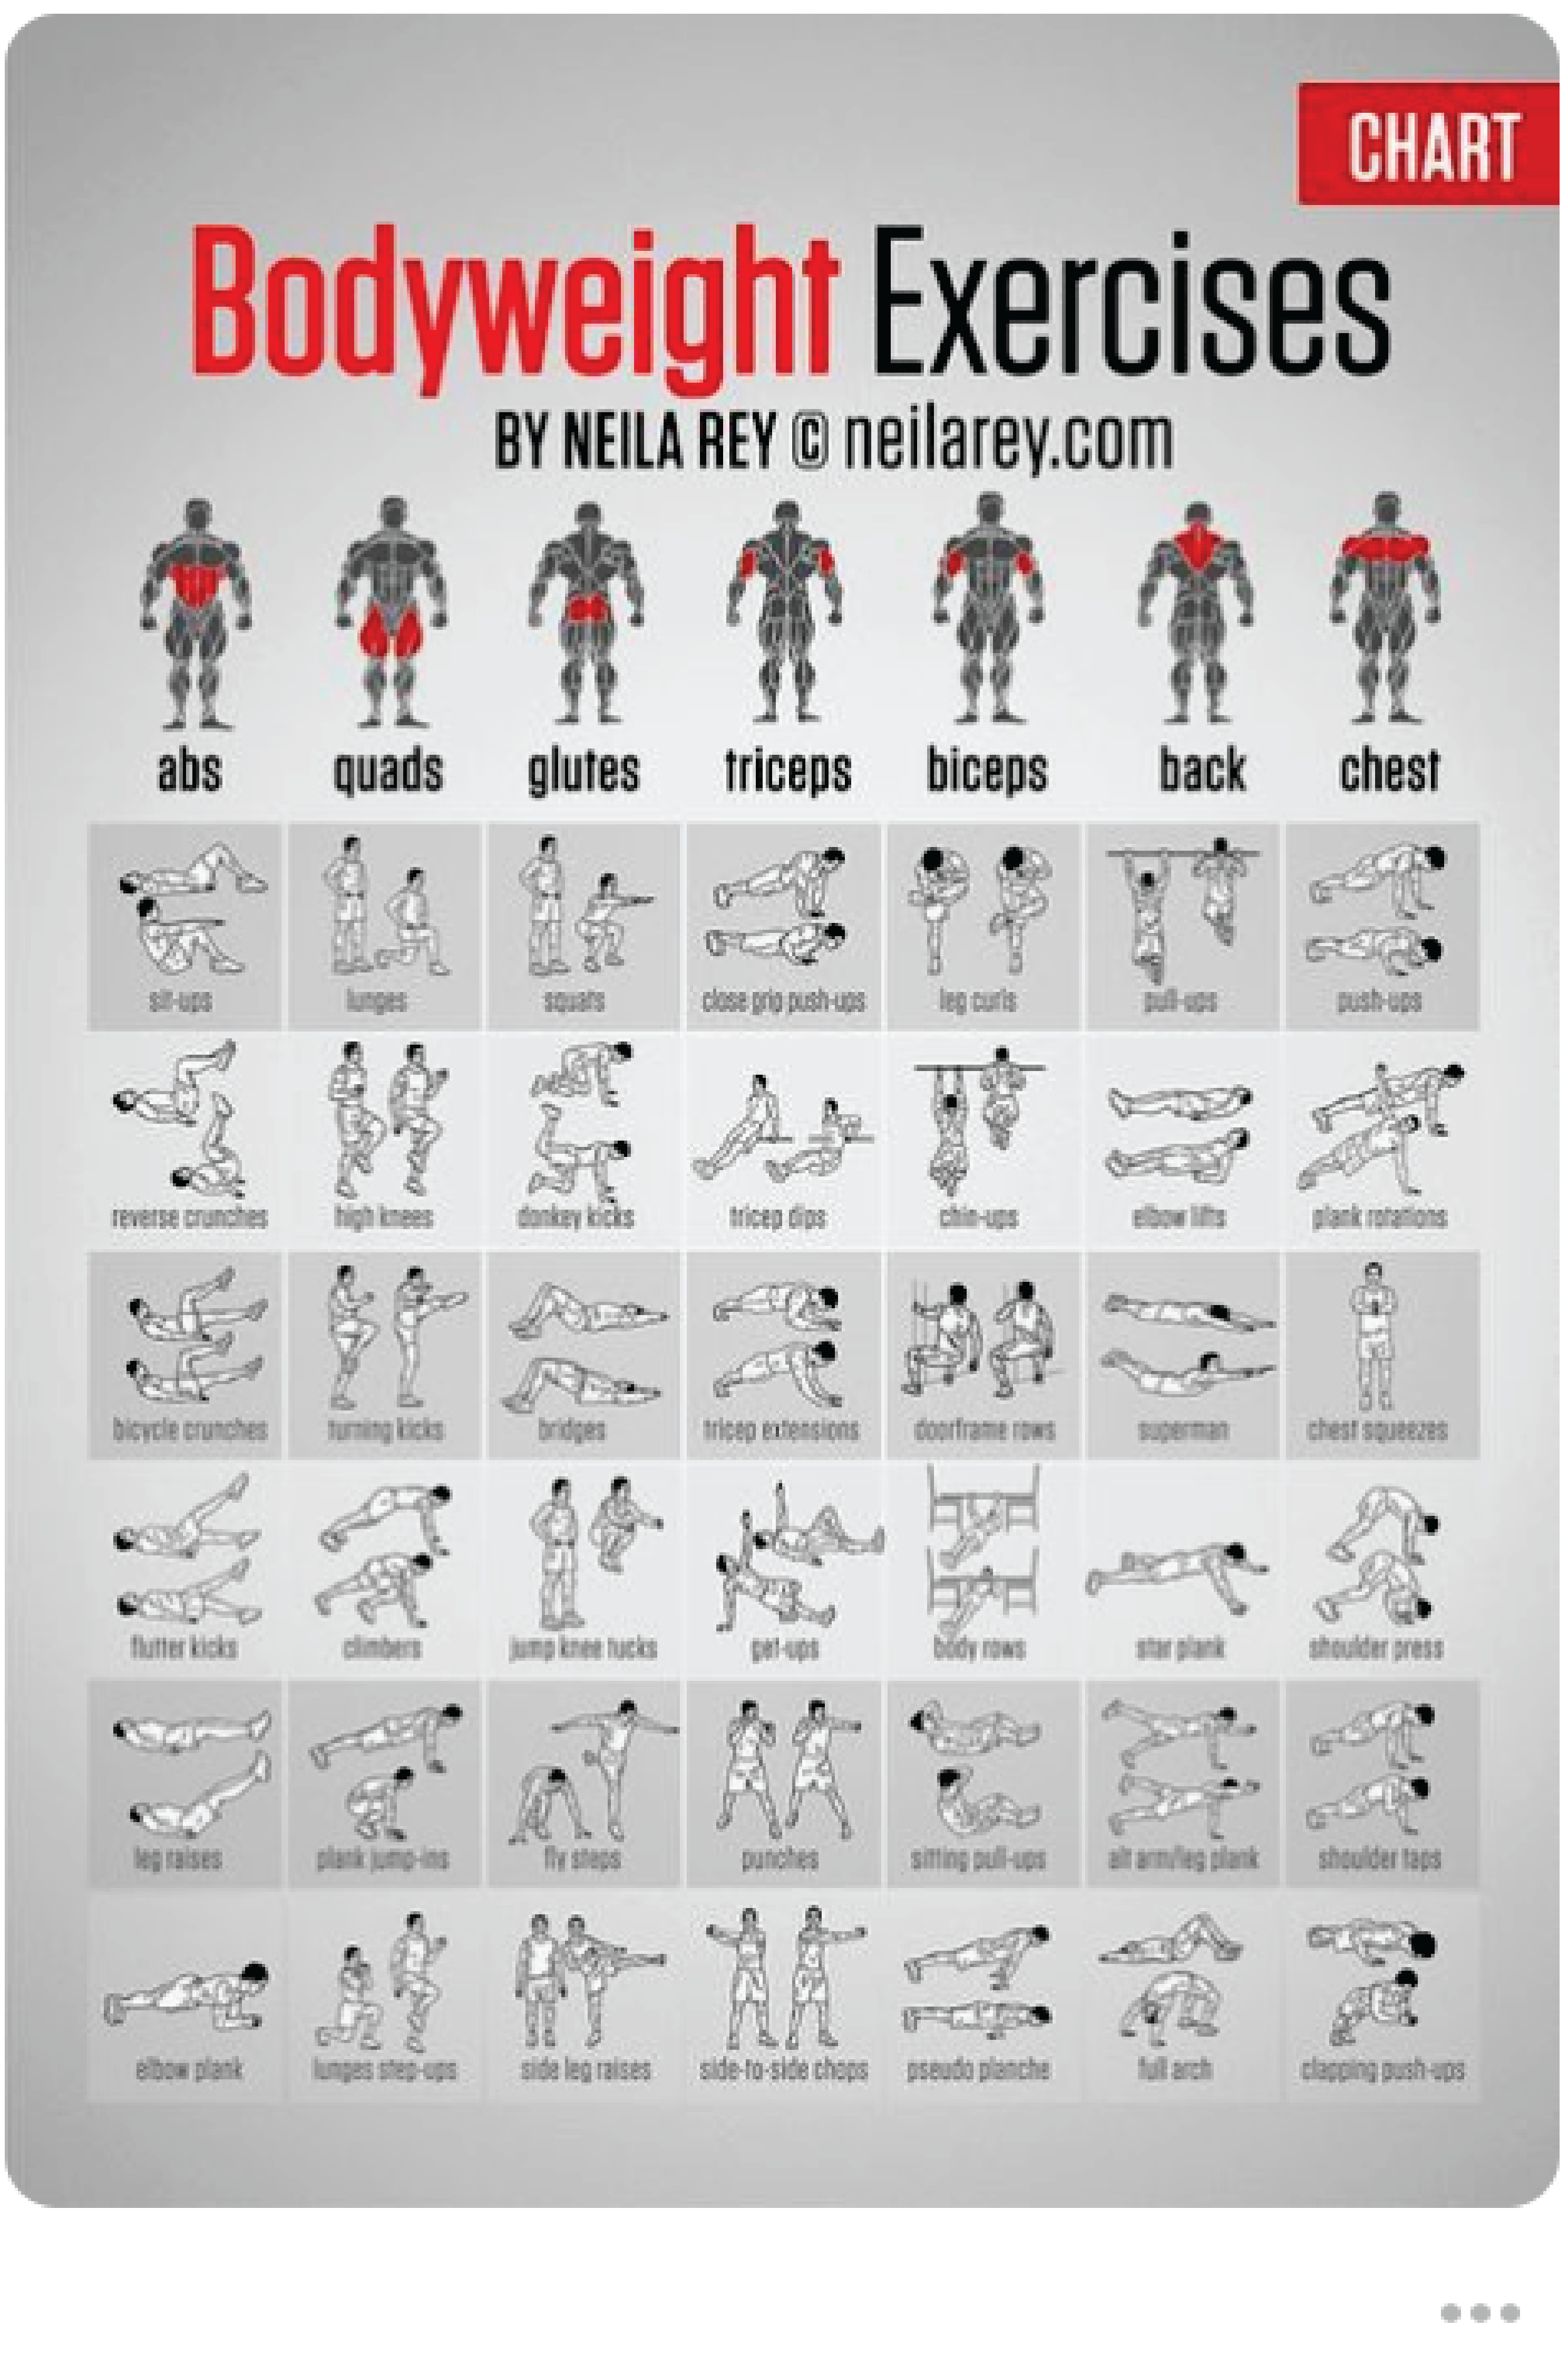 CHART
Bodyweight Exercises
BY NEILA REY © neilarey.com
abs quads glutes triceps biceps back chest
sit-ups lunges squats close grip push-ups leg curls pull-ups push-ups
reverse crunches high knees donkey kicks tricep dips chin-ups elbow lifts plank rotations
bicycle crunches turning kicks bridges tricep extensions doorframe rows superman chest squeezes
flutter kicks climbers jump knee tucks get-ups body rows star plank shoulder press
leg raises plank jump-ins fly steps punches sitting pull-ups alt arm/leg plank shoulder taps
elbow plank lunges step-ups side leg raises side-to-side chops pseudo planche full arch clapping push-ups